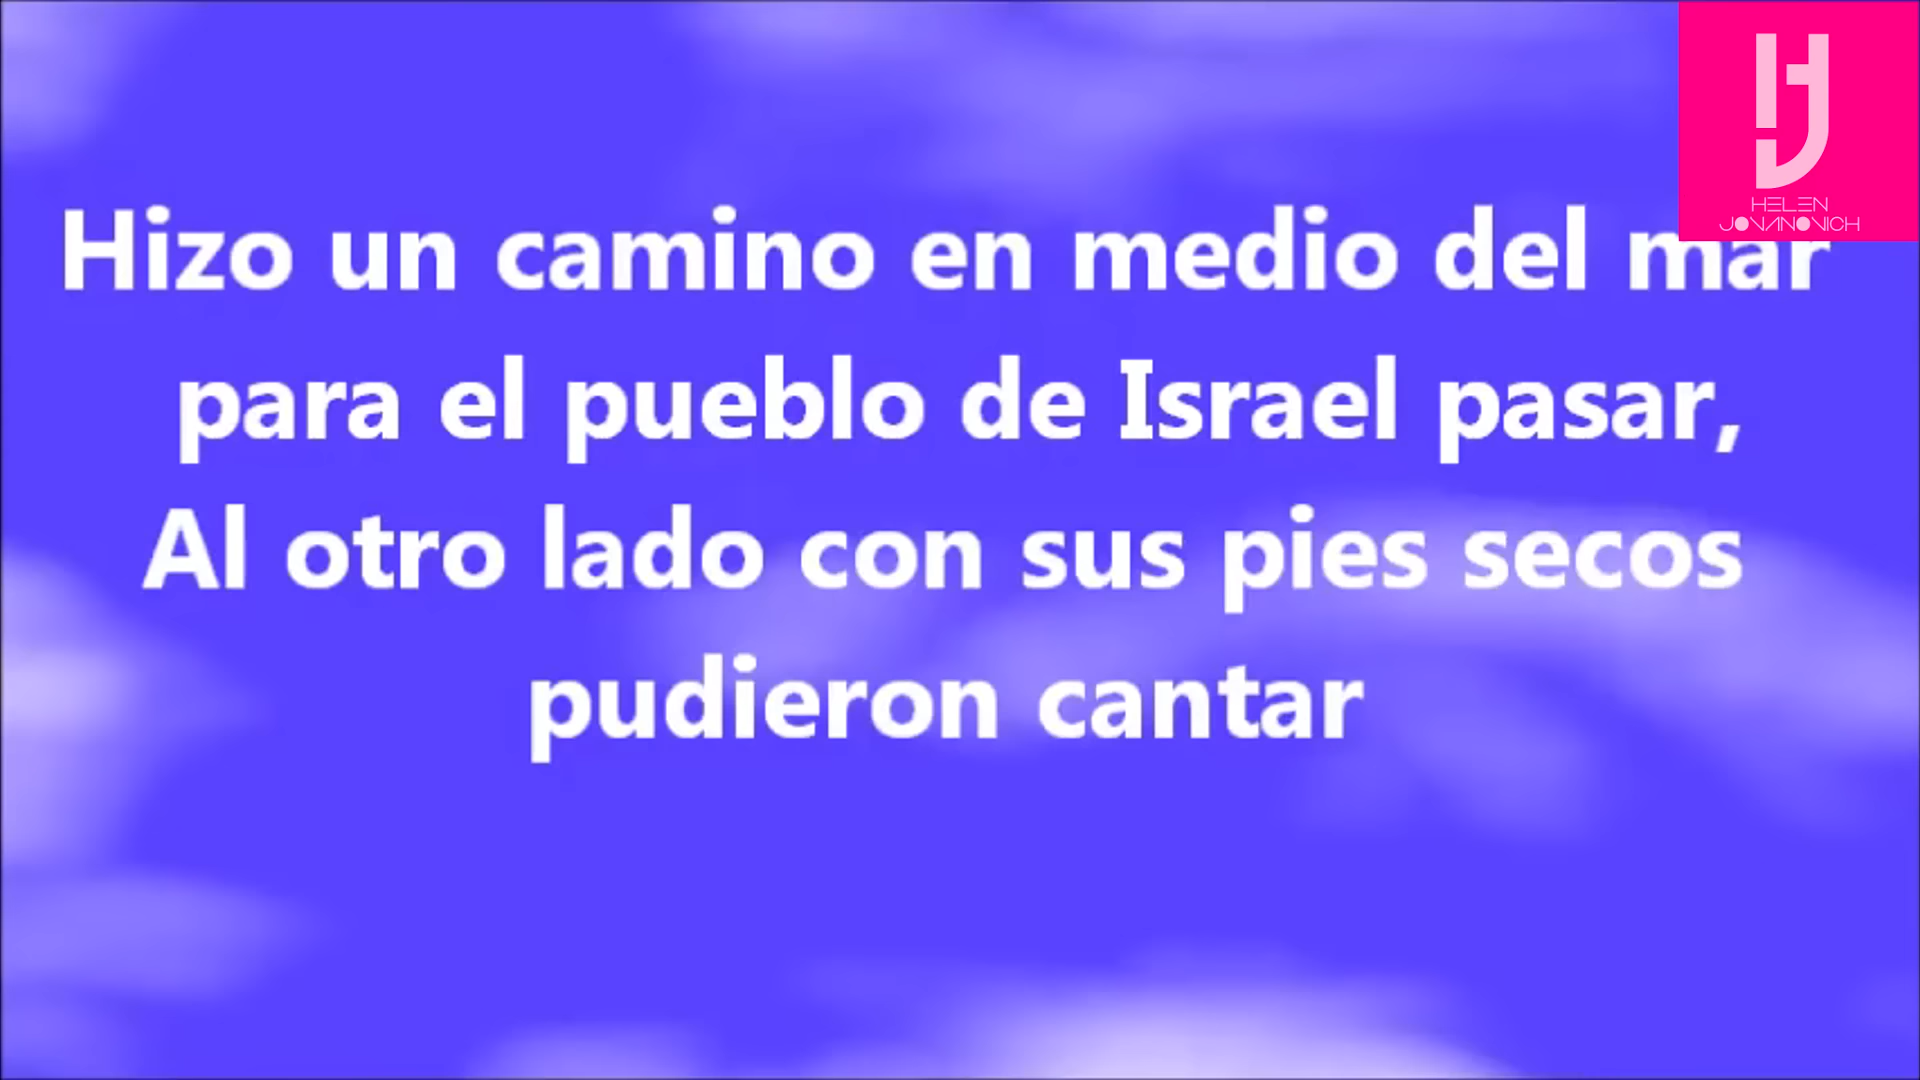 HELEN
JOVANOVICH
Hizo un camino en medio del mar
para el pueblo de Israel pasar,
Al otro lado con sus pies secos
pudieron cantar